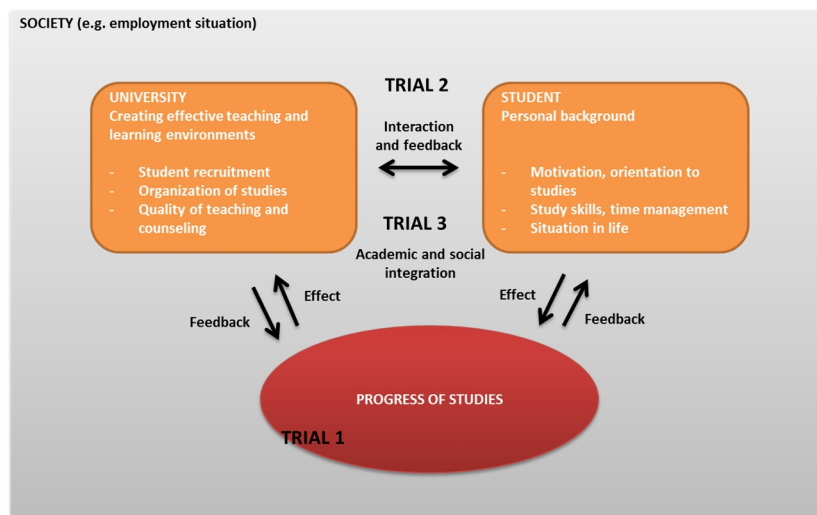 SOCIETY (e.g. employment situation)
UNIVERSITY
Creating effective teaching and
learning environments
- Student recruitment
- Organization of studies
- Quality of teaching and
counseling
TRIAL 2
Interaction
and feedback
TRIAL 3
Academic and social
integration
STUDENT
Personal background
- Motivation, orientation to
studies
- Study skills, time management
- Situation in life
Feedback
Effect
Effect
Feedback
PROGRESS OF STUDIES
TRIAL 1